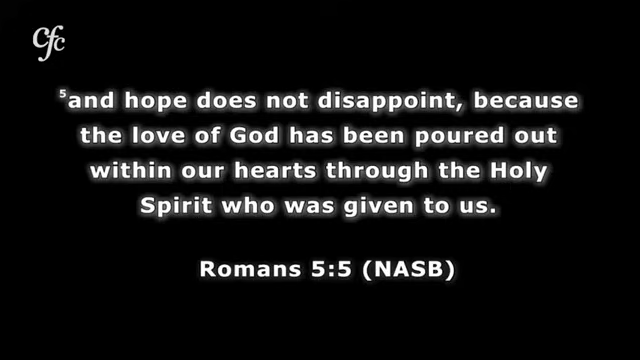 cfc
5and hope does not disappoint, because
the love of God has been poured out
within our hearts through the Holy
Spirit who was given to us.
Romans 5:5 (NASB)